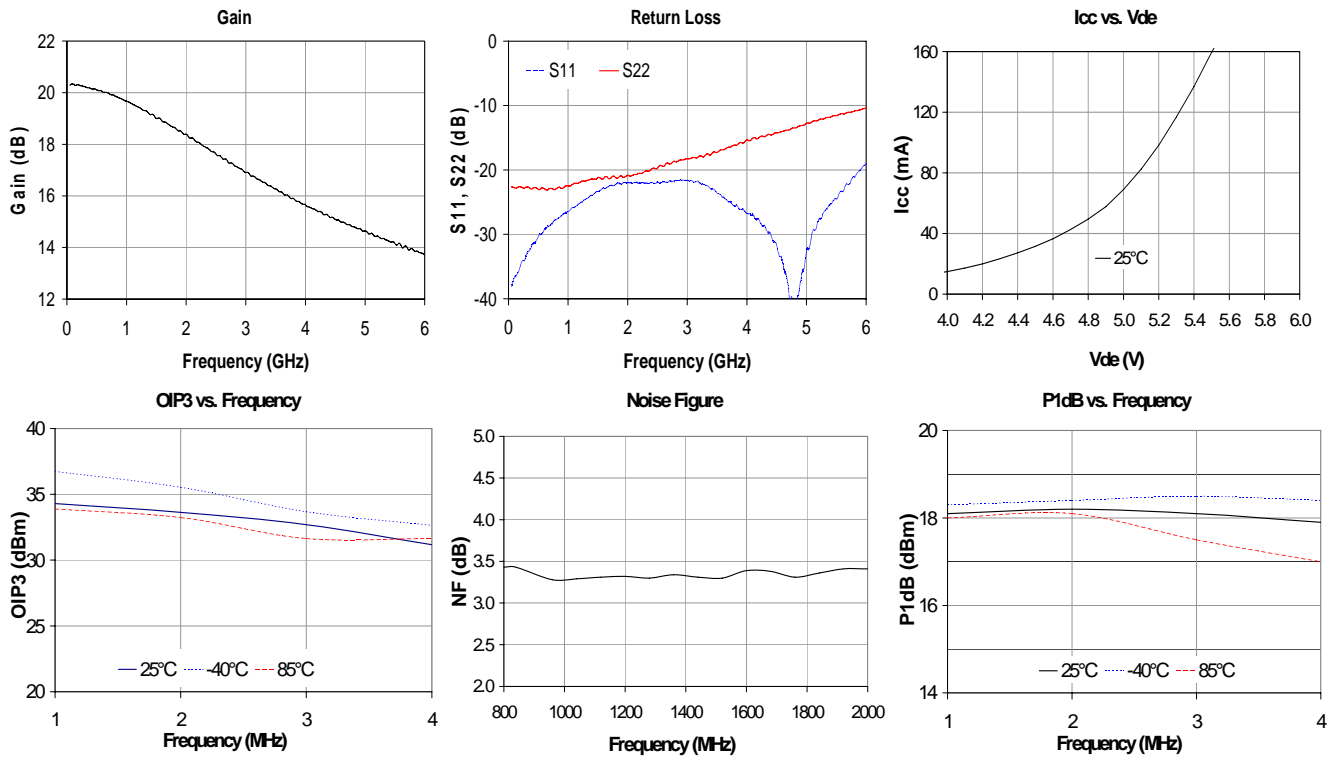 Gain
22
20
18
16
14
12
Gain (dB)
0 1 2 3 4 5 6
Frequency (GHz)
Return Loss
0
-10
-20
-30
-40
S11, S22 (dB)
S11 S22
0 1 2 3 4 5 6
Frequency (GHz)
Icc vs. Vde
160
120
80
40
0
Icc (mA)
25°C
4.0 4.2 4.4 4.6 4.8 5.0 5.2 5.4 5.6 5.8 6.0
Vde (V)
OIP3 vs. Frequency
40
35
30
25
20
OIP3 (dBm)
25°C -40°C 85°C
1 2 3 4
Frequency (MHz)
Noise Figure
5.0
4.5
4.0
3.5
3.0
2.5
2.0
NF (dB)
800 1000 1200 1400 1600 1800 2000
Frequency (MHz)
P1dB vs. Frequency
20
18
16
14
P1dB (dBm)
25°C -40°C 85°C
1 2 3 4
Frequency (MHz)